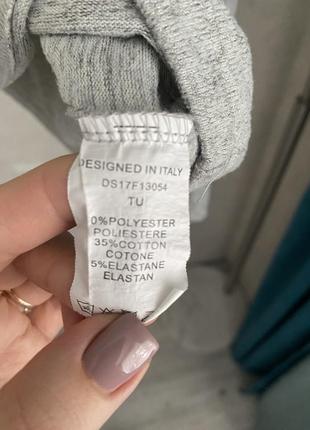 DESIGNED IN ITALY
DS17F13054
TU
0%POLYESTER
POLIESTERE
35%COTTON
COTONE
5%ELASTANE
ELASTAN